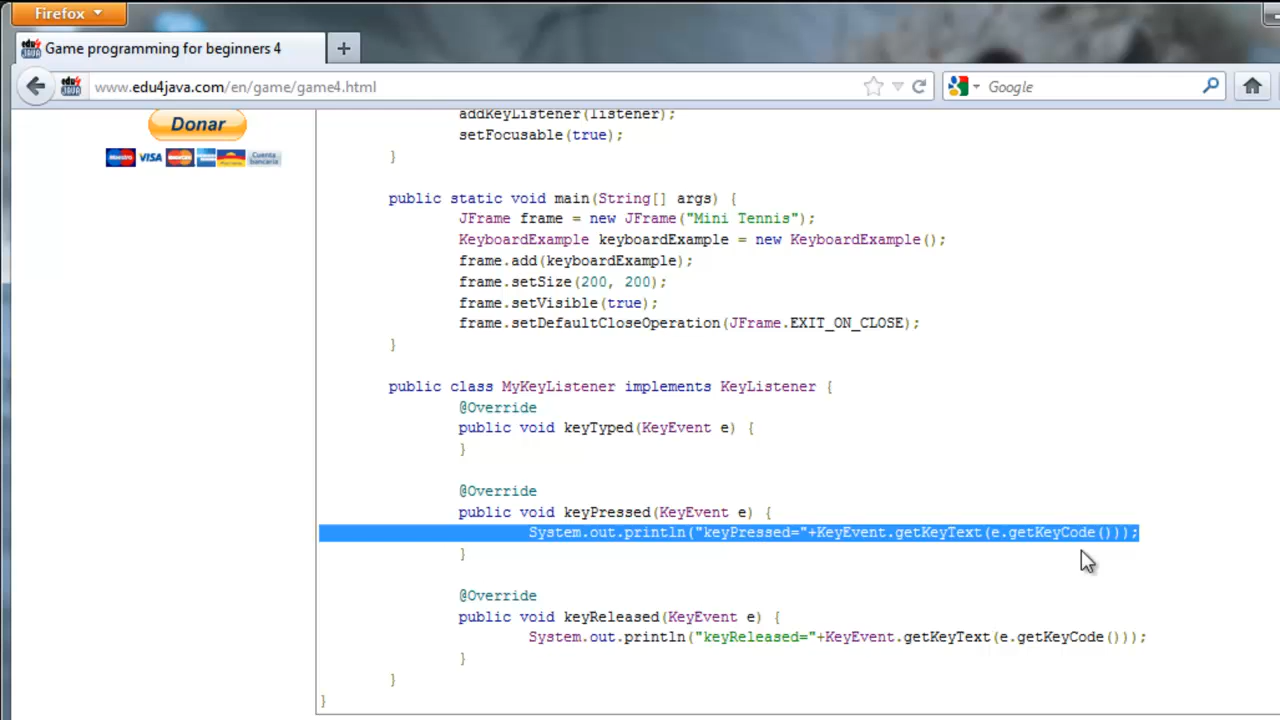 Firefox
Game programming for beginners 4
www.edu4java.com/en/game/game4.html
Google
Donar
VISA
Cuenta
bancaria
addKeyListener(listener);
setFocusable(true);
}
public static void main(String[] args) {
JFrame frame = new JFrame("Mini Tennis");
KeyboardExample keyboardExample = new KeyboardExample();
frame.add(keyboardExample);
frame.setSize(200, 200);
frame.setVisible(true);
frame.setDefaultCloseOperation(JFrame.EXIT_ON_CLOSE);
}
public class MyKeyListener implements KeyListener {
@Override
public void keyTyped(KeyEvent e) {
}
@Override
public void keyPressed(KeyEvent e) {
System.out.println("keyPressed="+KeyEvent.getKeyText(e.getKeyCode()));
}
@Override
public void keyReleased(KeyEvent e) {
System.out.println("keyReleased="+KeyEvent.getKeyText(e.getKeyCode()));
}
}
}